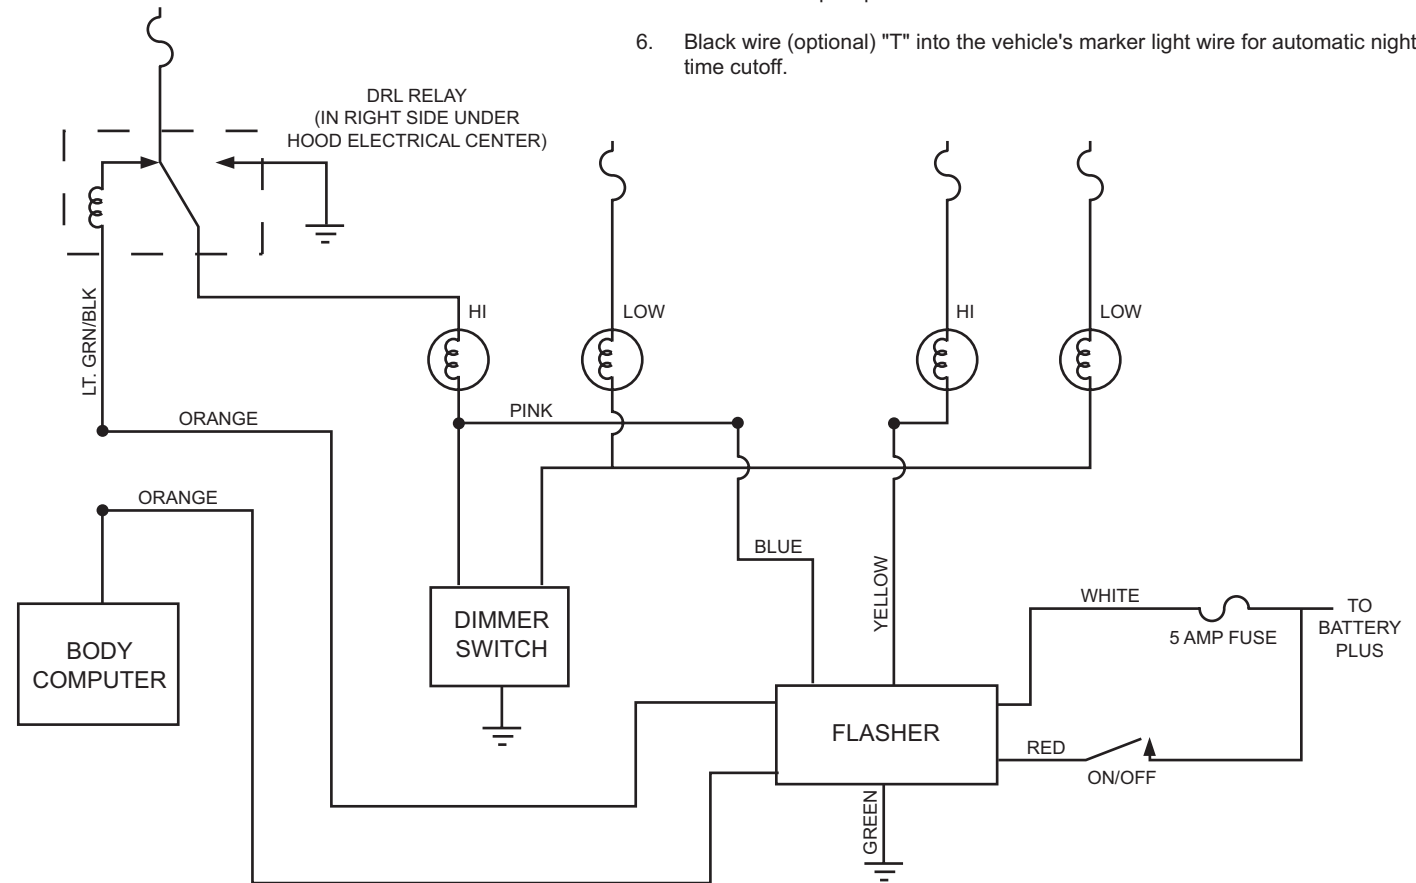 6. Black wire (optional) "T" into the vehicle's marker light wire for automatic night
time cutoff.
DRL RELAY
(IN RIGHT SIDE UNDER
HOOD ELECTRICAL CENTER)
LT. GRN/BLK
HI
LOW
HI
LOW
ORANGE
PINK
ORANGE
BLUE
YELLOW
WHITE
5 AMP FUSE
TO
BATTERY
PLUS
BODY
COMPUTER
DIMMER
SWITCH
FLASHER
RED
ON/OFF
GREEN